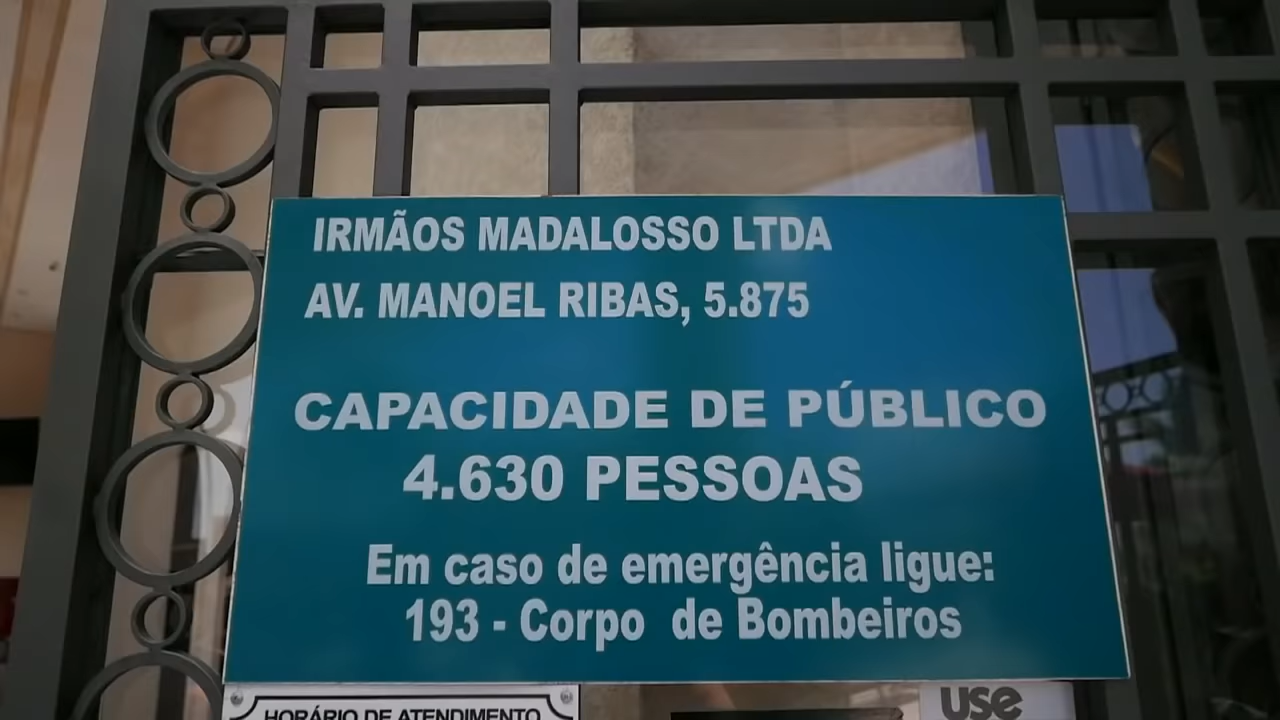 IRMÃOS MADALOSSO LTDA
AV. MANOEL RIBAS, 5.875
CAPACIDADE DE PÚBLICO
4.630 PESSOAS
Em caso de emergência ligue:
193 - Corpo de Bombeiros
HORÁRIO DE ATENDIMENTO
use